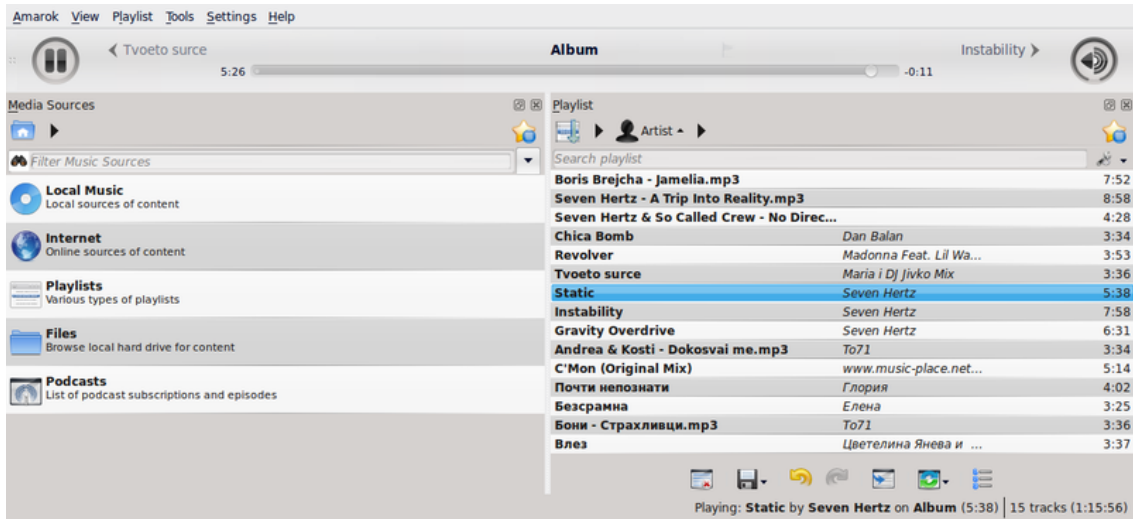 Amarok View Playlist Tools Settings Help
Tvoeto surce Album Instability
5:26 -0:11
Media Sources
Filter Music Sources
Local Music
Local sources of content
Internet
Online sources of content
Playlists
Various types of playlists
Files
Browse local hard drive for content
Podcasts
List of podcast subscriptions and episodes
Playlist
Artist
Search playlist
Boris Brejcha - Jamelia.mp3 7:52
Seven Hertz - A Trip Into Reality.mp3 8:58
Seven Hertz & So Called Crew - No Direc... 4:28
Chica Bomb Dan Balan 3:34
Revolver Madonna Feat. Lil Wa... 3:53
Tvoeto surce Maria i DJ Jivko Mix 3:36
Static Seven Hertz 5:38
Instability Seven Hertz 7:58
Gravity Overdrive Seven Hertz 6:31
Andrea & Kosti - Dokosvai me.mp3 To71 3:34
C'Mon (Original Mix) www.music-place.net... 5:14
Почти непознати Глория 4:02
Безсрамна Елена 3:25
Бони - Страхливци.mp3 To71 3:36
Влез Цветелина Янева и ... 3:37
Playing: Static by Seven Hertz on Album (5:38) 15 tracks (1:15:56)